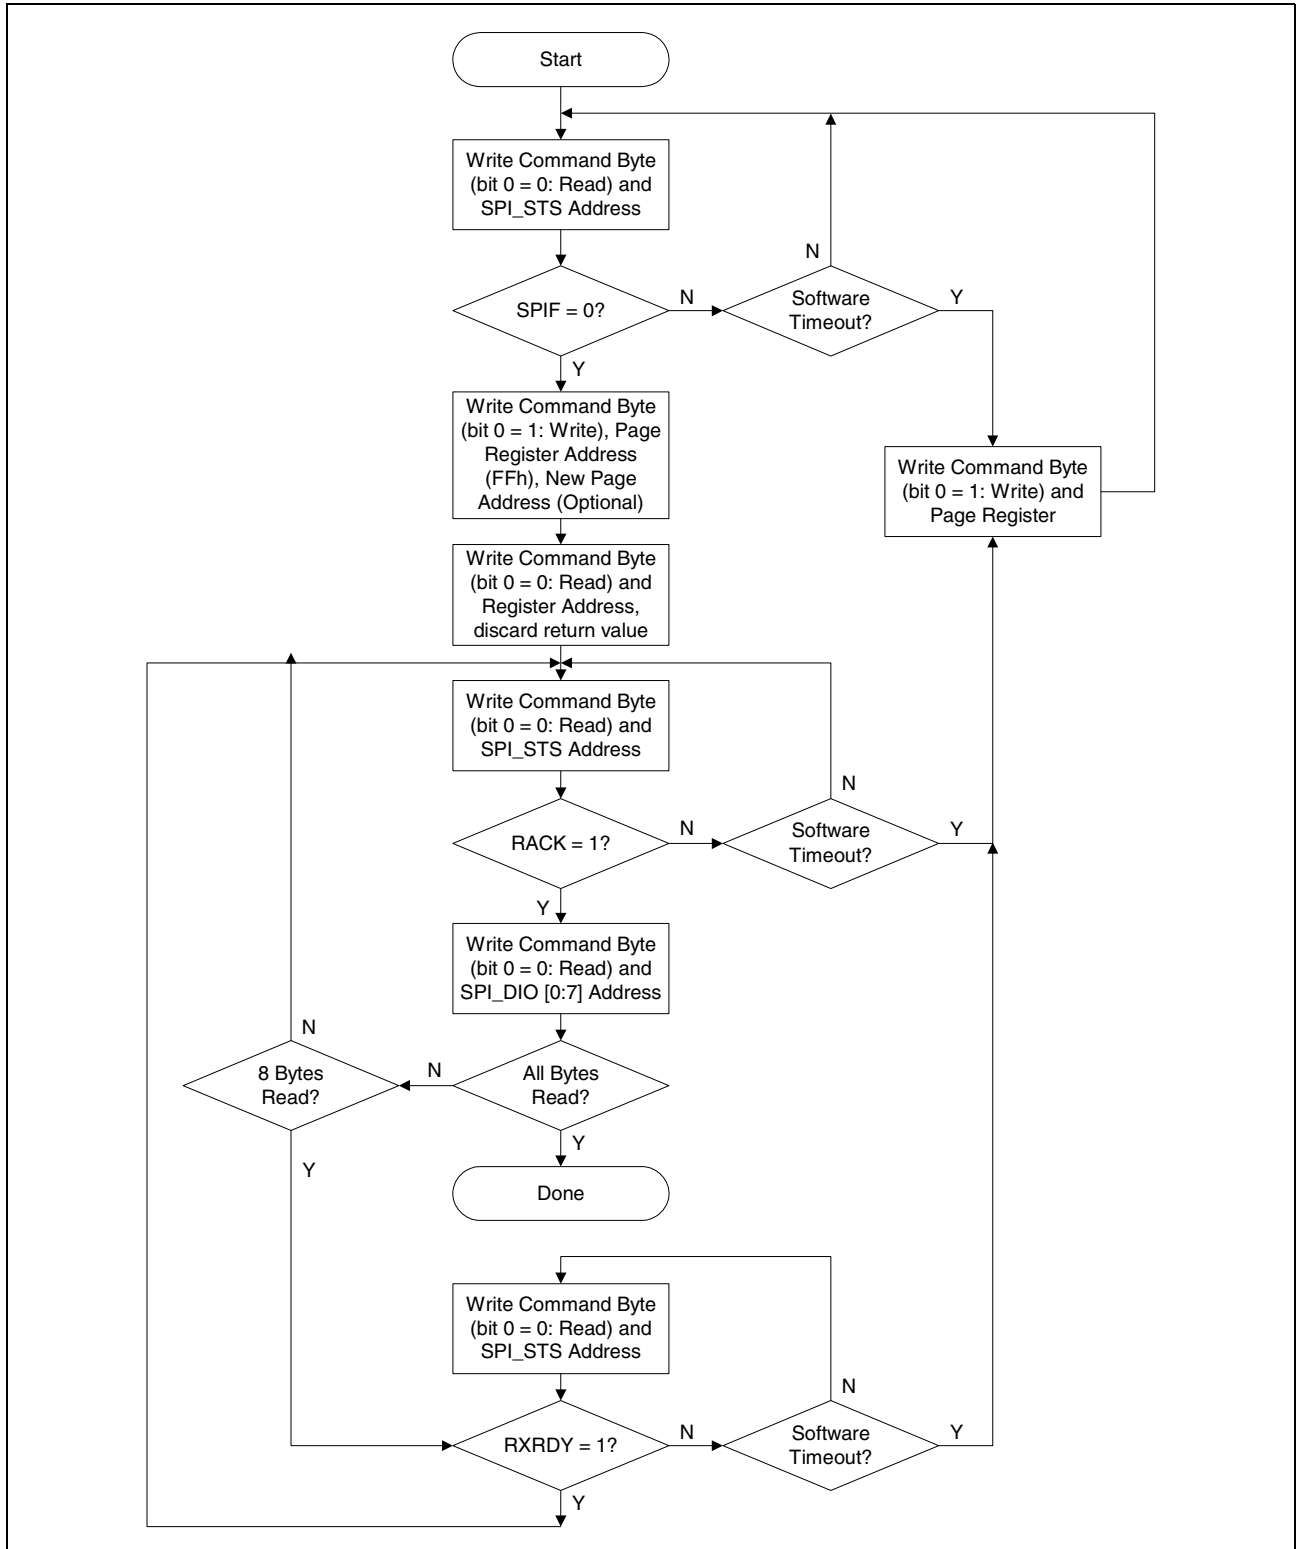 Start
Write Command Byte
(bit 0 = 0: Read) and
SPI_STS Address
N
SPIF = 0?
N
Software
Timeout?
Y
Y
Write Command Byte
(bit 0 = 1: Write), Page
Register Address
(FFh), New Page
Address (Optional)
Write Command Byte
(bit 0 = 1: Write) and
Page Register
Write Command Byte
(bit 0 = 0: Read) and
Register Address,
discard return value
Write Command Byte
(bit 0 = 0: Read) and
SPI_STS Address
N
RACK = 1?
N
Software
Timeout?
Y
Y
Write Command Byte
(bit 0 = 0: Read) and
SPI_DIO [0:7] Address
N
8 Bytes
Read?
N
All Bytes
Read?
Y
Y
Done
Write Command Byte
(bit 0 = 0: Read) and
SPI_STS Address
N
RXRDY = 1?
N
Software
Timeout?
Y
Y